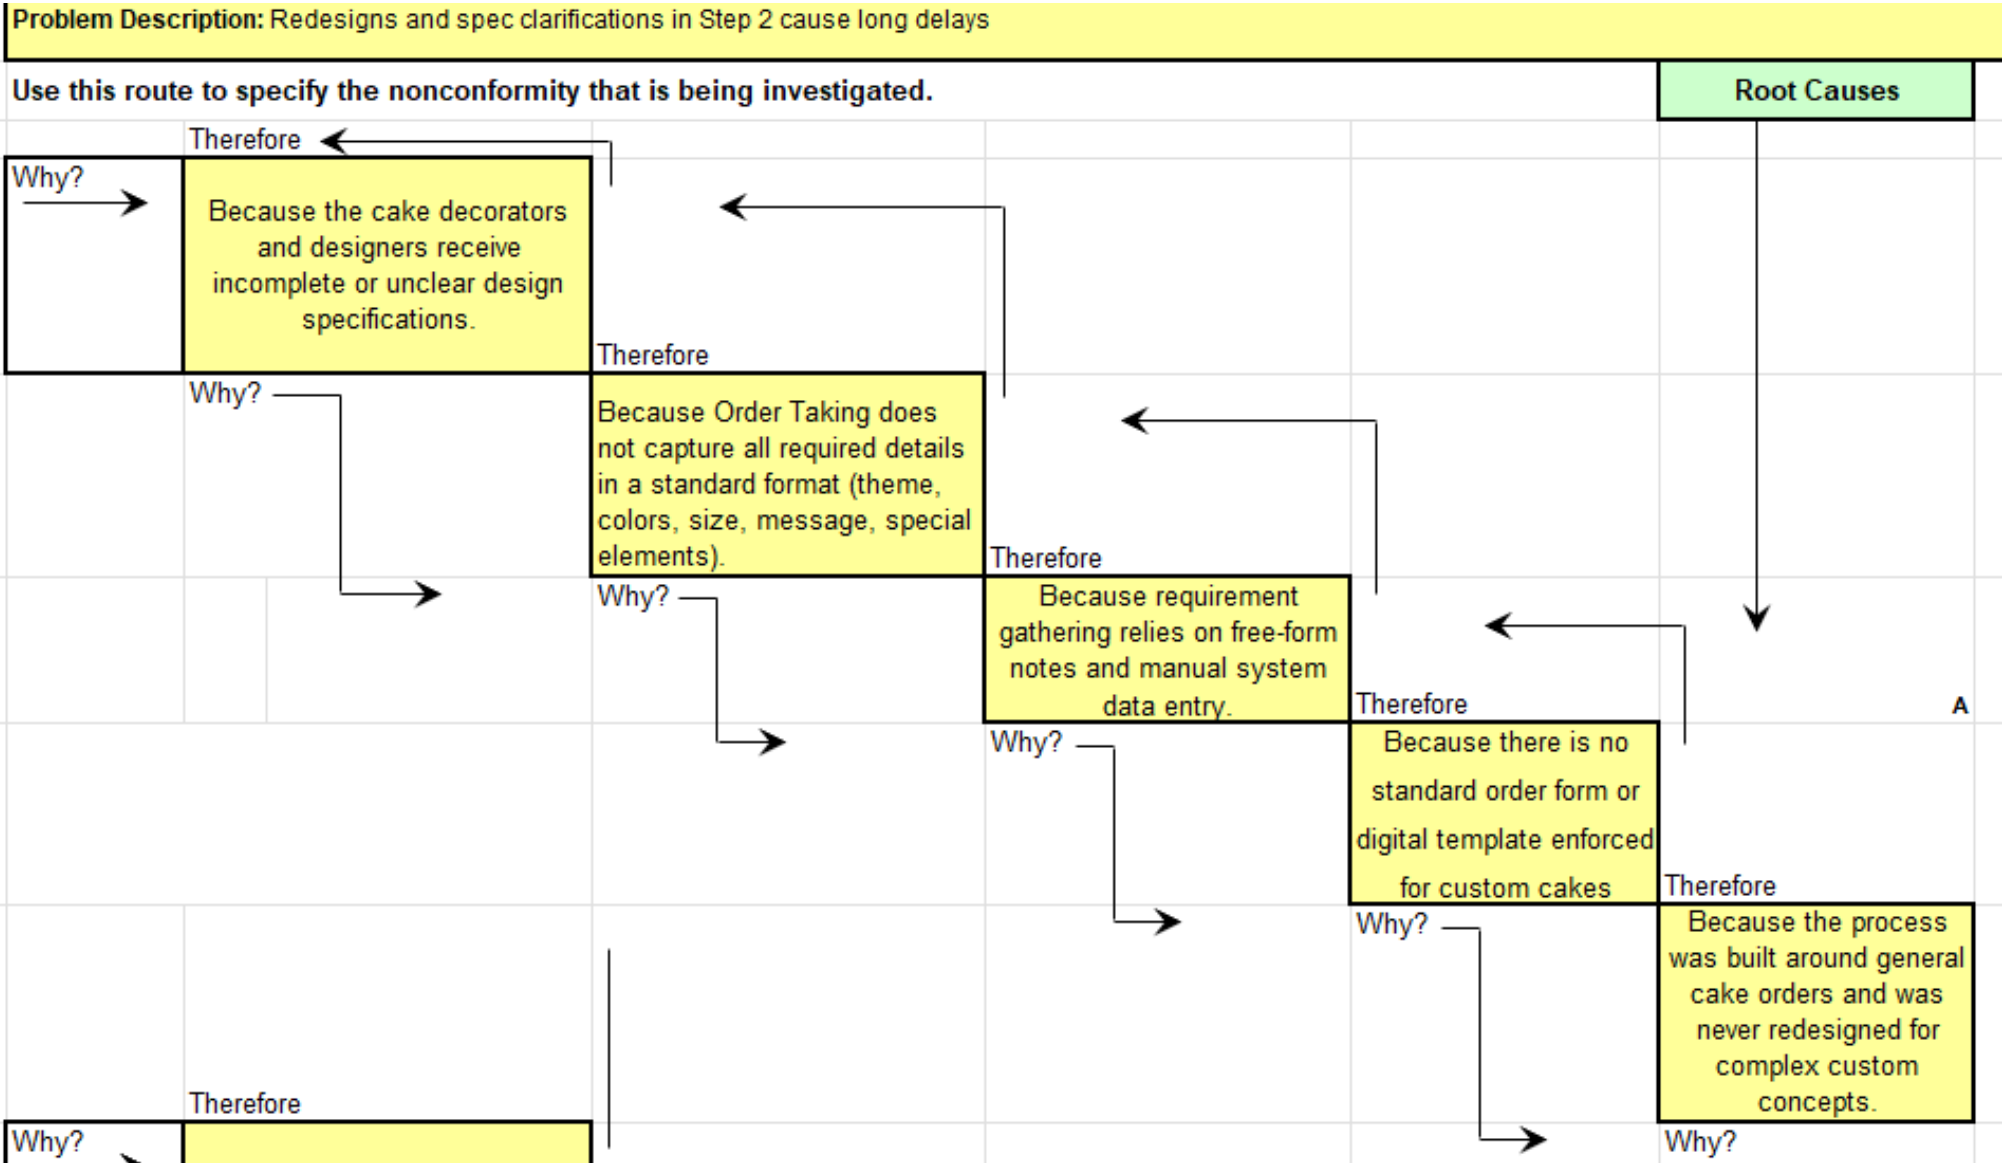 Problem Description: Redesigns and spec clarifications in Step 2 cause long delays
Use this route to specify the nonconformity that is being investigated.
Root Causes
Therefore
Why?
Because the cake decorators
and designers receive
incomplete or unclear design
specifications.
Therefore
Why?
Because Order Taking does
not capture all required details
in a standard format (theme,
colors, size, message, special
elements).
Therefore
Why?
Because requirement
gathering relies on free-form
notes and manual system
data entry.
Therefore
A
Why?
Because there is no
standard order form or
digital template enforced
for custom cakes
Therefore
Why?
Because the process
was built around general
cake orders and was
never redesigned for
complex custom
concepts.
Therefore
Why?
Why?